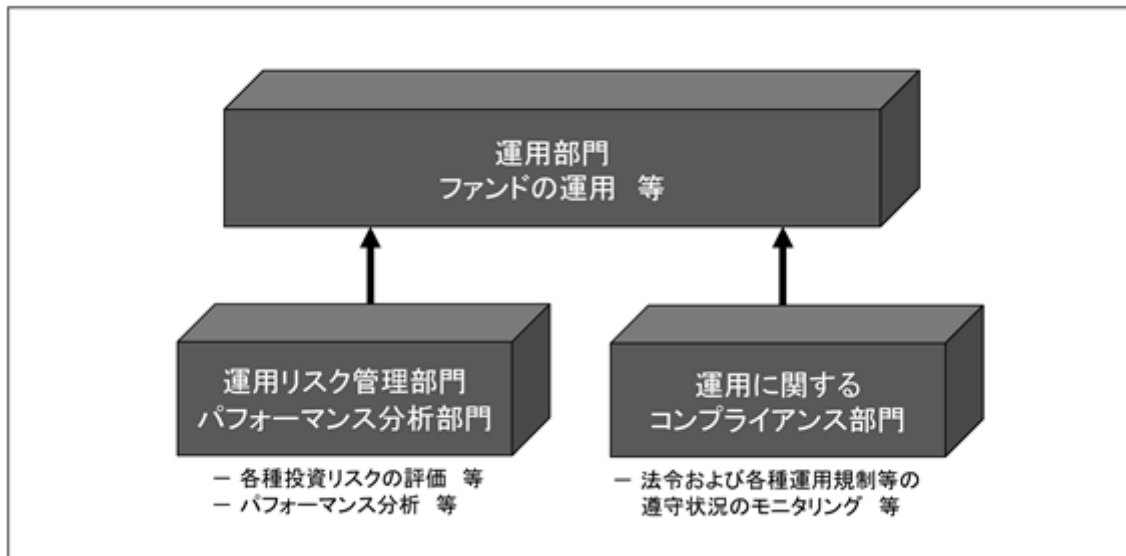 運用部門
ファンドの運用 等
運用リスク管理部門
パフォーマンス分析部門
運用に関する
コンプライアンス部門
－ 各種投資リスクの評価 等
－ パフォーマンス分析 等
－ 法令および各種運用規制等の
遵守状況のモニタリング 等